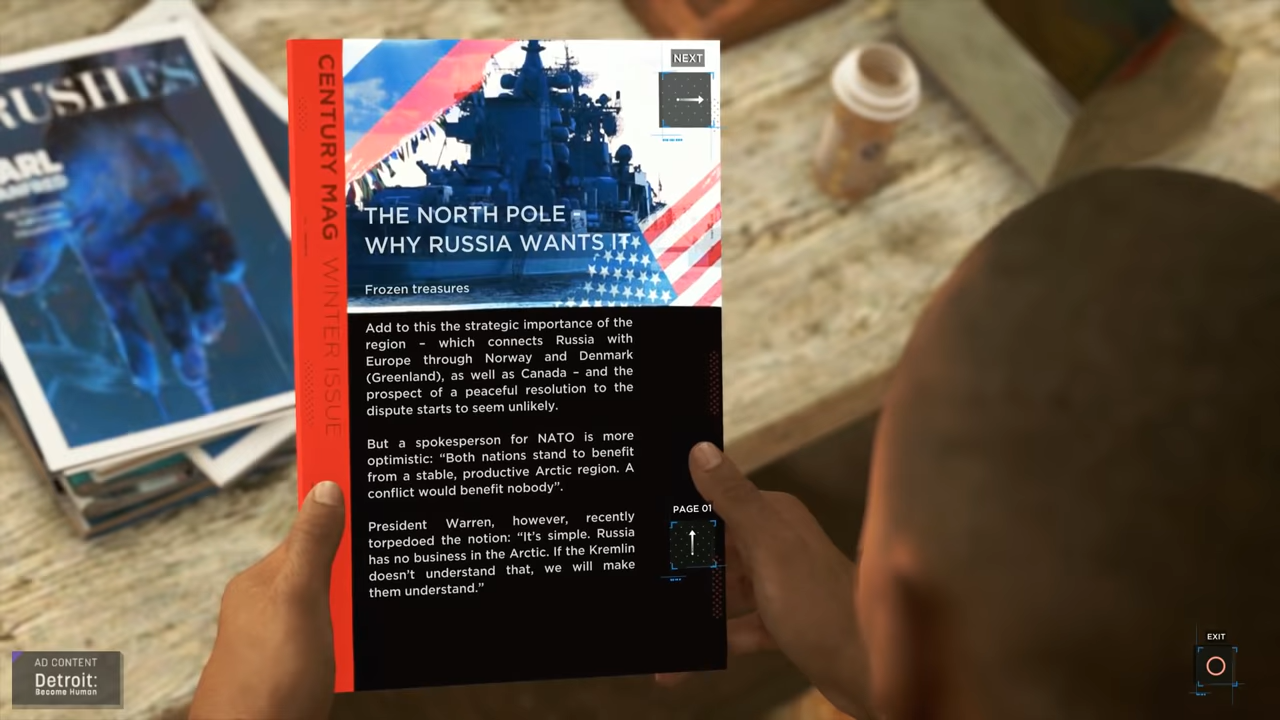 RUSHES
CENTURY MAG WINTER ISSUE
NEXT
THE NORTH POLE
WHY RUSSIA WANTS IT
Frozen treasures
Add to this the strategic importance of the
region – which connects Russia with
Europe through Norway and Denmark
(Greenland), as well as Canada – and the
prospect of a peaceful resolution to the
dispute starts to seem unlikely.
But a spokesperson for NATO is more
optimistic: “Both nations stand to benefit
from a stable, productive Arctic region. A
conflict would benefit nobody”.
President Warren, however, recently
torpedoed the notion: “It’s simple. Russia
has no business in the Arctic. If the Kremlin
doesn’t understand that, we will make
them understand.”
PAGE 01
EXIT
AD CONTENT
Detroit:
Become Human